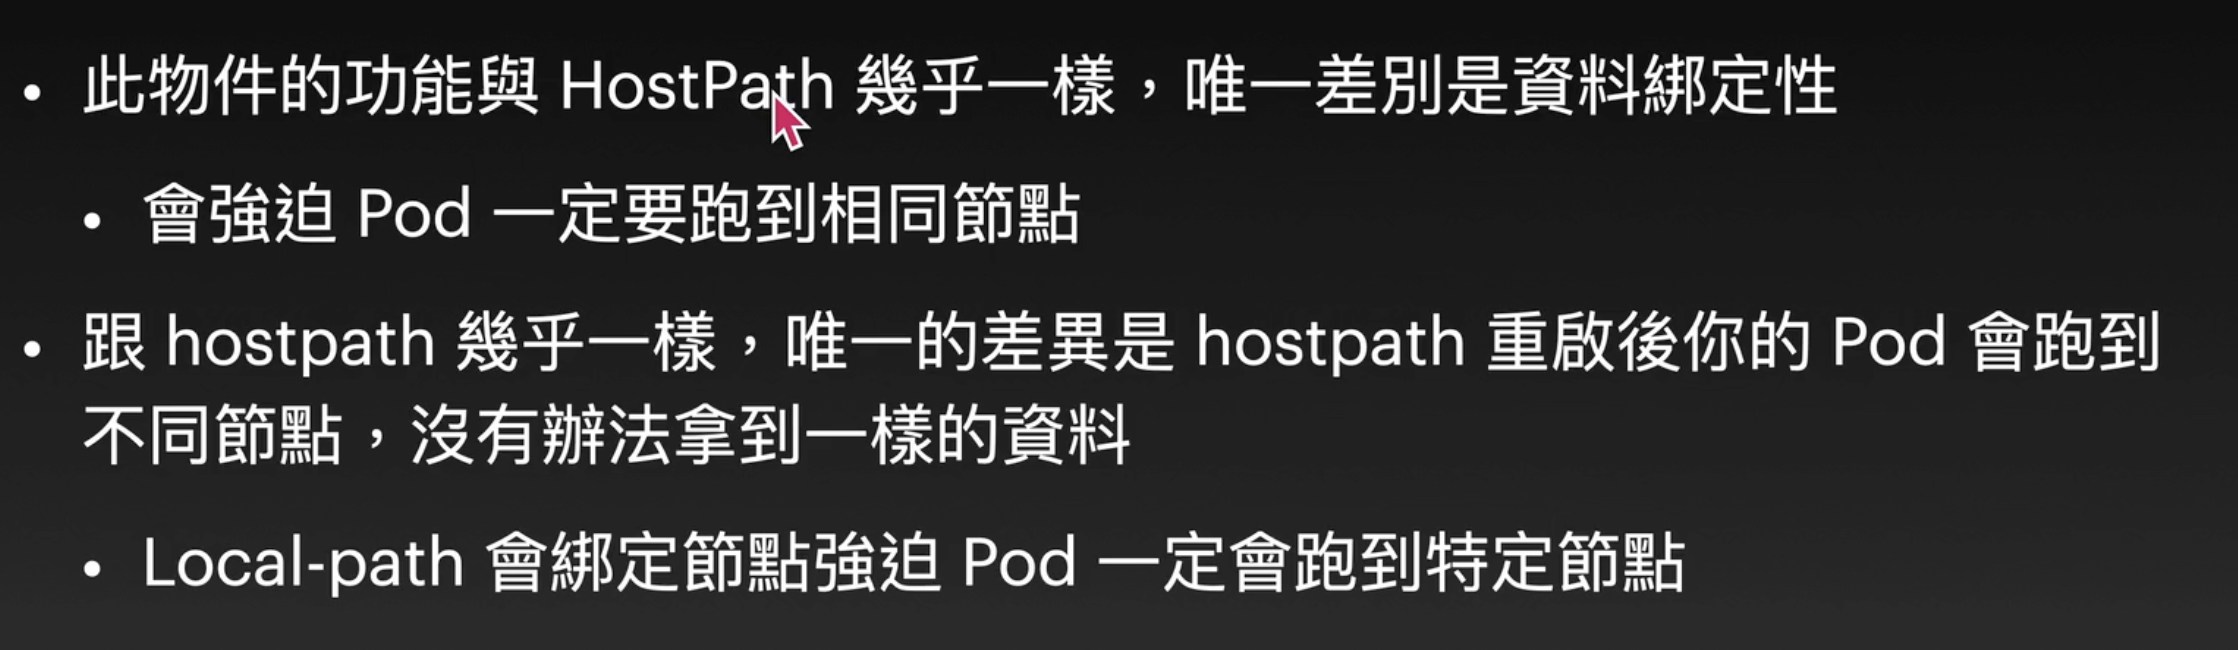 • 此物件的功能與 HostPath 幾乎一樣，唯一差別是資料綁定性
• 會強迫 Pod 一定要跑到相同節點
• 跟 hostpath 幾乎一樣，唯一的差異是 hostpath 重啟後你的 Pod 會跑到
不同節點，沒有辦法拿到一樣的資料
• Local-path 會綁定節點強迫 Pod 一定會跑到特定節點